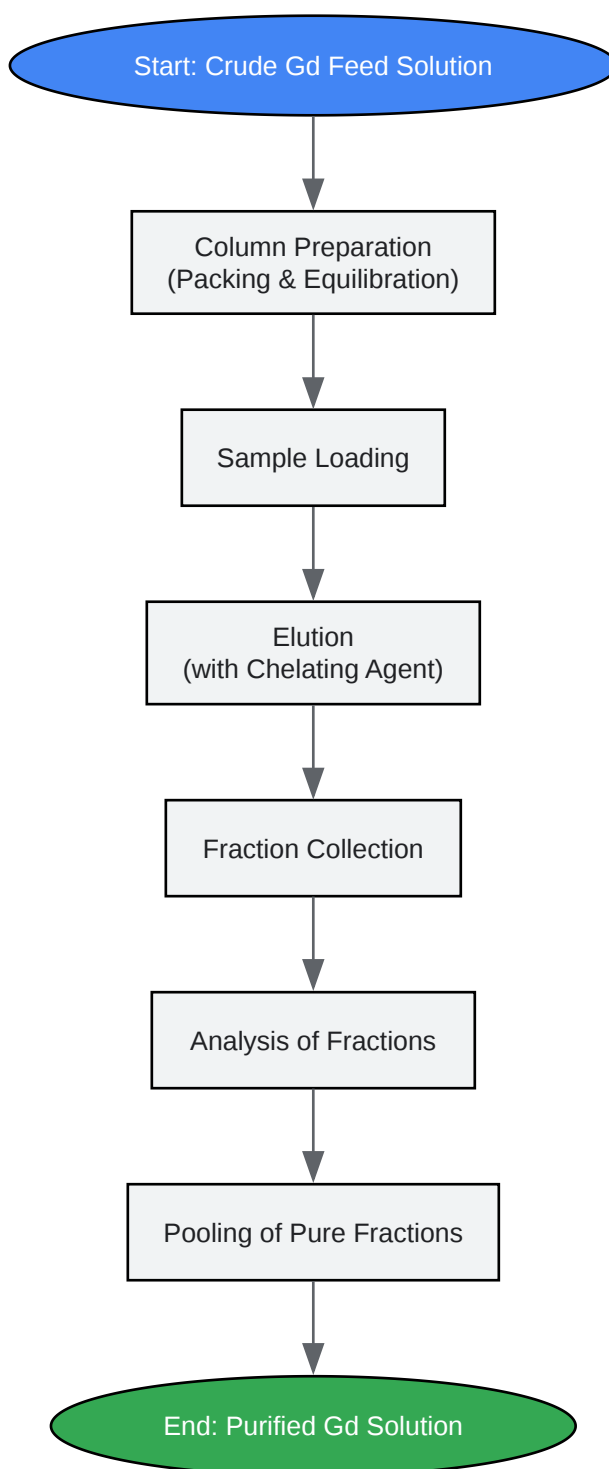 Start: Crude Gd Feed Solution
Column Preparation
(Packing & Equilibration)
Sample Loading
Elution
(with Chelating Agent)
Fraction Collection
Analysis of Fractions
Pooling of Pure Fractions
End: Purified Gd Solution